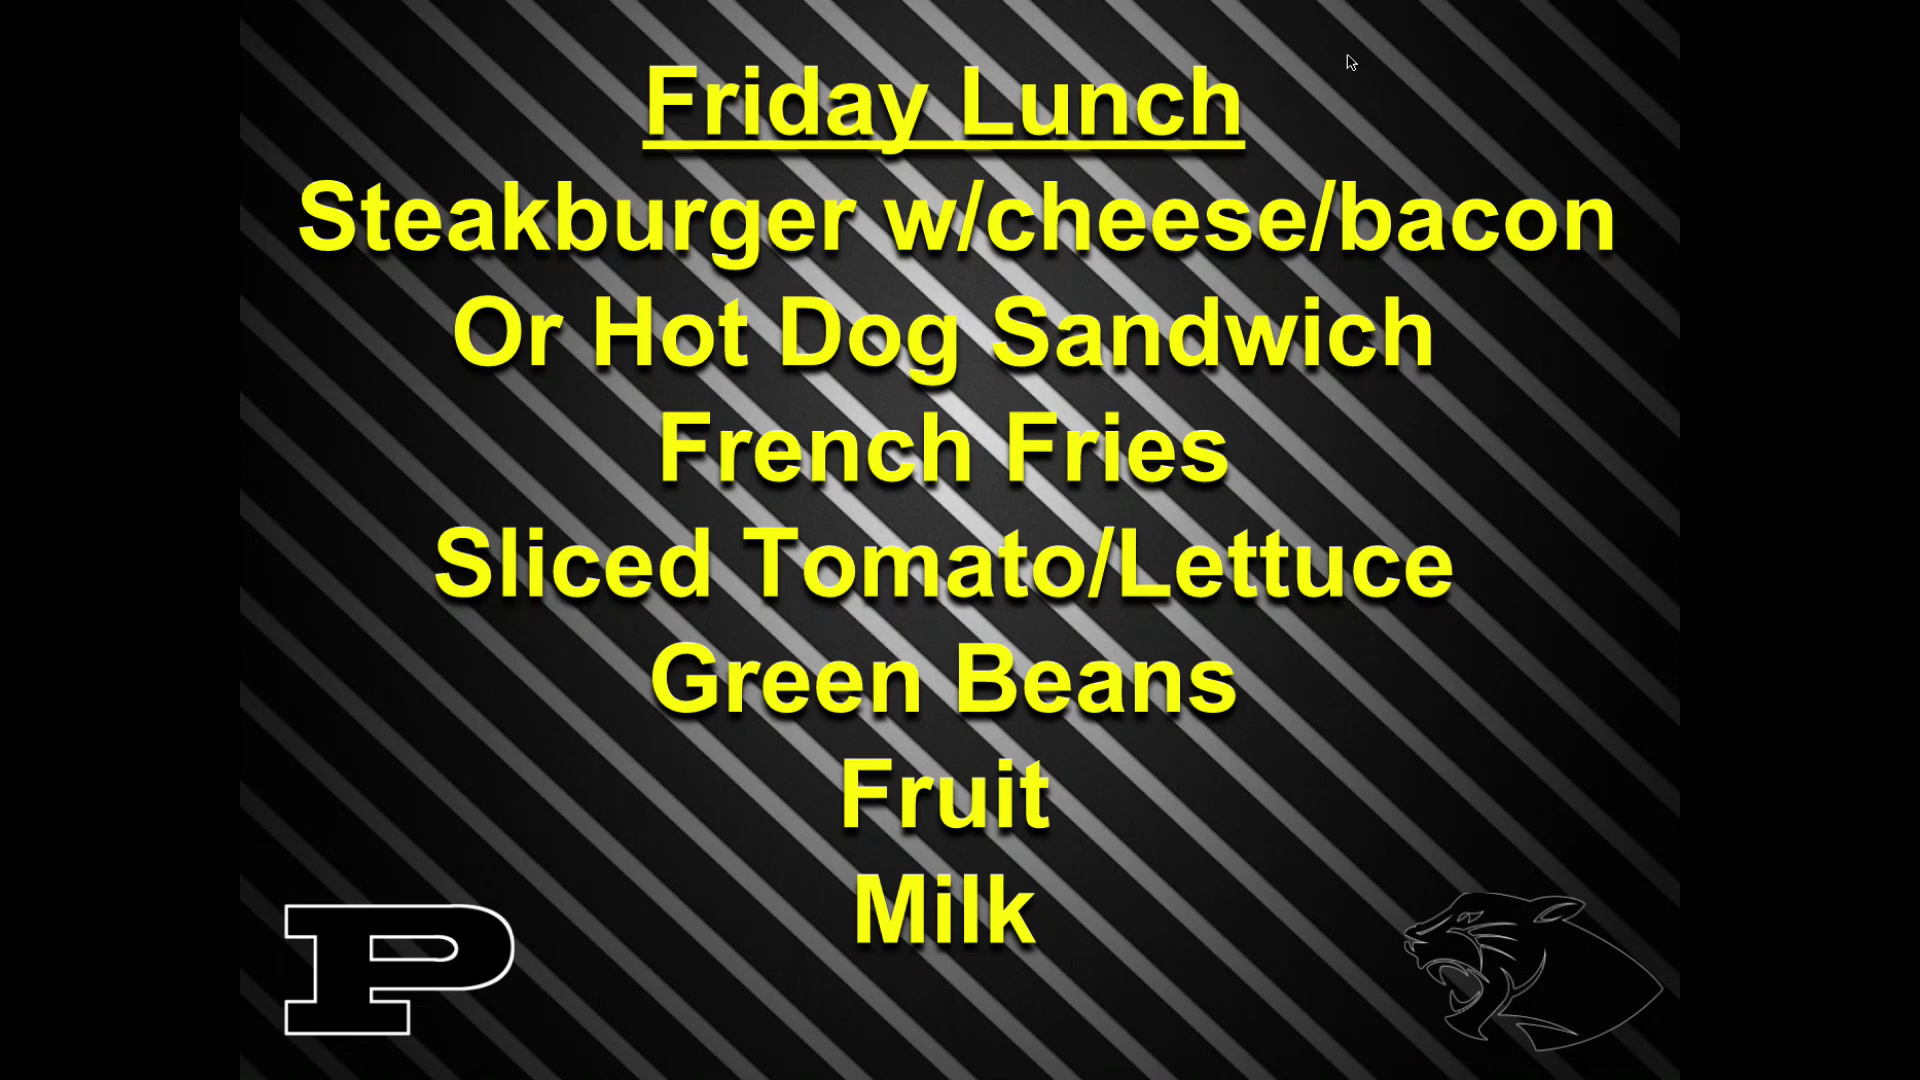 Friday Lunch
Steakburger w/cheese/bacon
Or Hot Dog Sandwich
French Fries
Sliced Tomato/Lettuce
Green Beans
Fruit
Milk
P